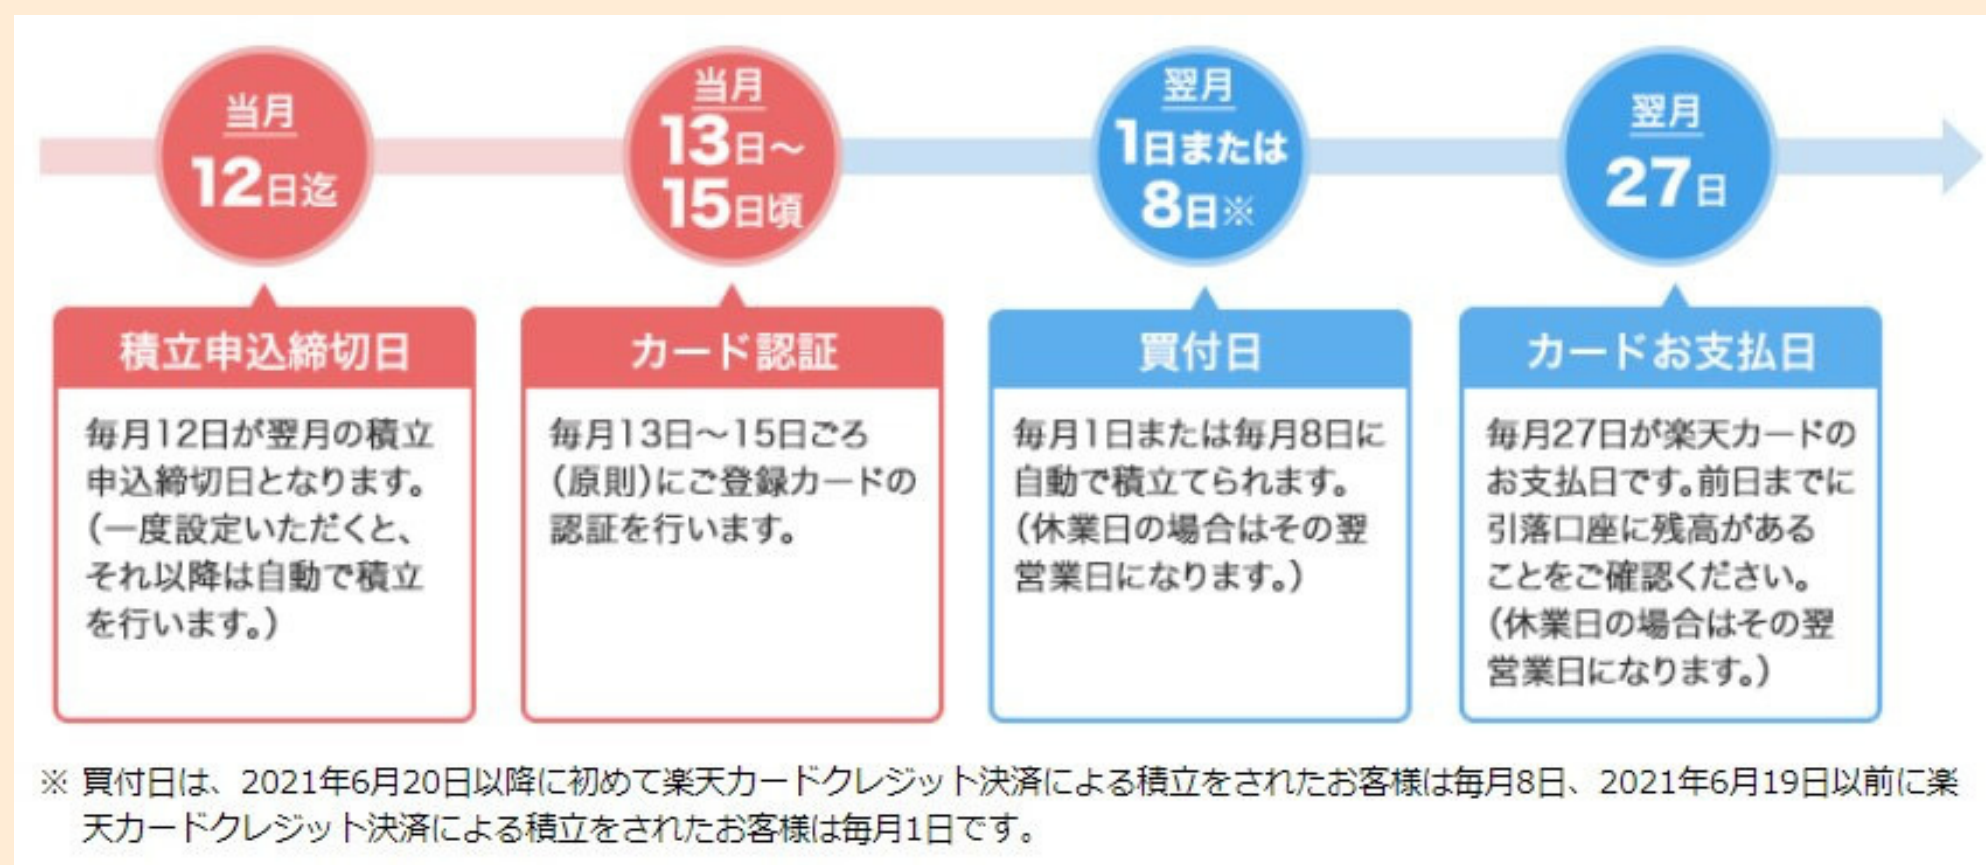 当月
12日迄
当月
13日～
15日頃
翌月
1日または
8日※
翌月
27日
積立申込締切日
毎月12日が翌月の積立
申込締切日となります。
(一度設定いただくと、
それ以降は自動で積立
を行います。)
カード認証
毎月13日～15日ごろ
(原則)にご登録カードの
認証を行います。
買付日
毎月1日または毎月8日に
自動で積立てられます。
(休業日の場合はその翌
営業日になります。)
カードお支払日
毎月27日が楽天カードの
お支払日です。前日までに
引落口座に残高がある
ことをご確認ください。
(休業日の場合はその翌
営業日になります。)
※ 買付日は、2021年6月20日以降に初めて楽天カードクレジット決済による積立をされたお客様は毎月8日、2021年6月19日以前に楽
天カードクレジット決済による積立をされたお客様は毎月1日です。